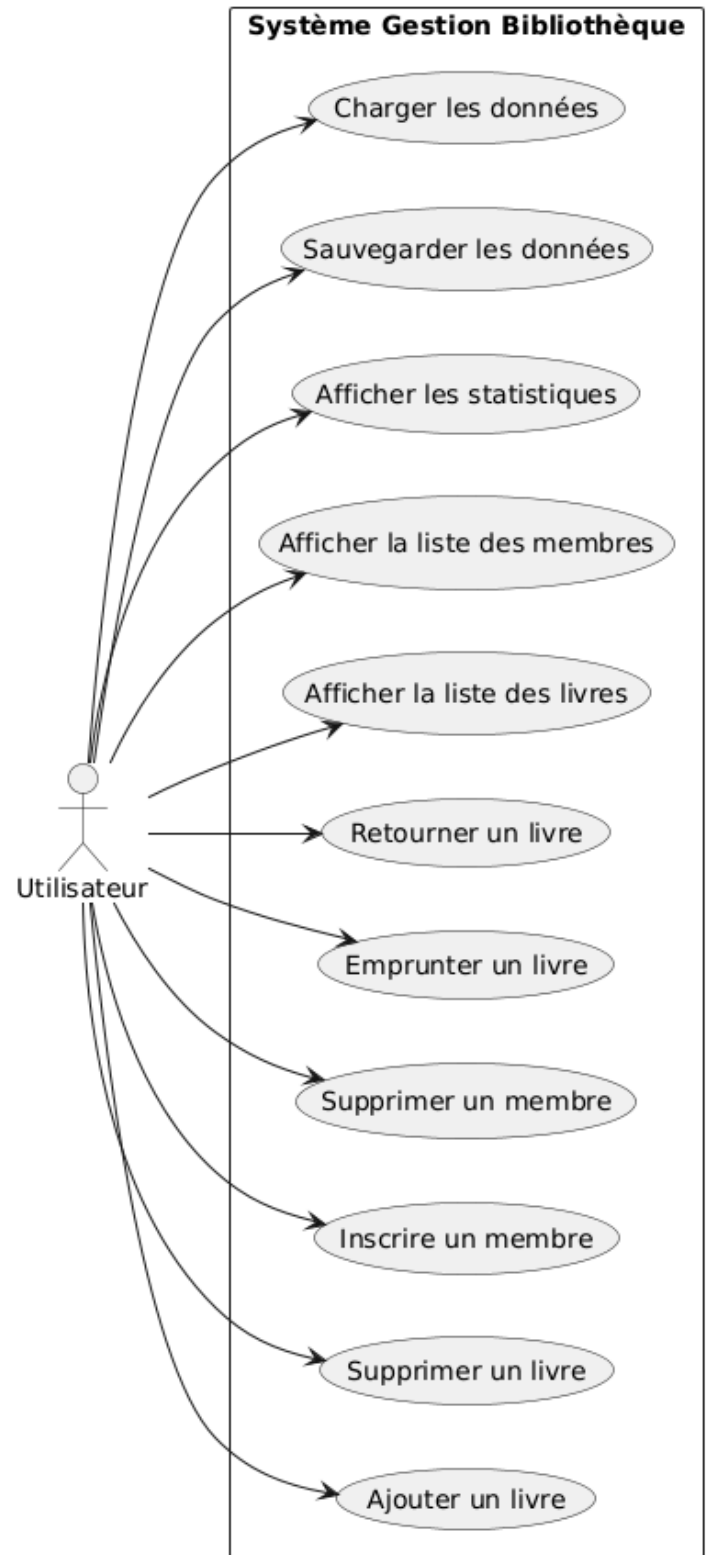 Système Gestion Bibliothèque
Charger les données
Sauvegarder les données
Afficher les statistiques
Afficher la liste des membres
Afficher la liste des livres
Retourner un livre
Utilisateur
Emprunter un livre
Supprimer un membre
Inscrire un membre
Supprimer un livre
Ajouter un livre